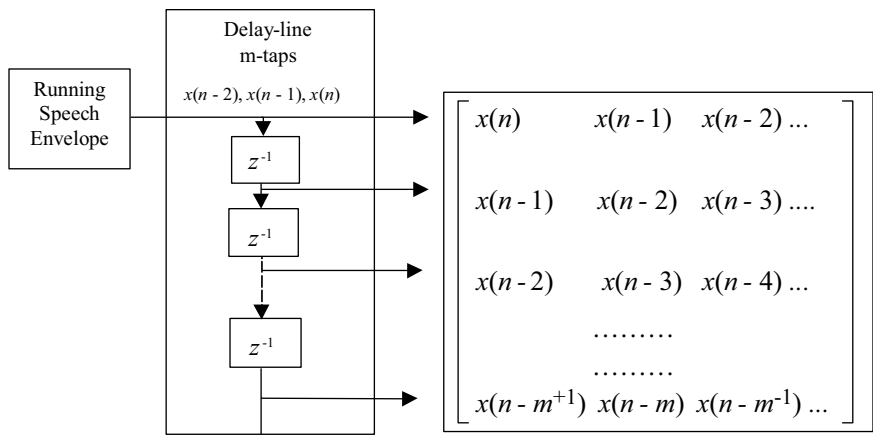 Delay-line
m-taps
Running
Speech
Envelope
x(n - 2), x(n - 1), x(n)
z⁻¹
z⁻¹
z⁻¹
x(n) x(n - 1) x(n - 2) ...
x(n - 1) x(n - 2) x(n - 3) ....
x(n - 2) x(n - 3) x(n - 4) ...
.........
.........
x(n - m⁺¹) x(n - m) x(n - m⁻¹) ...